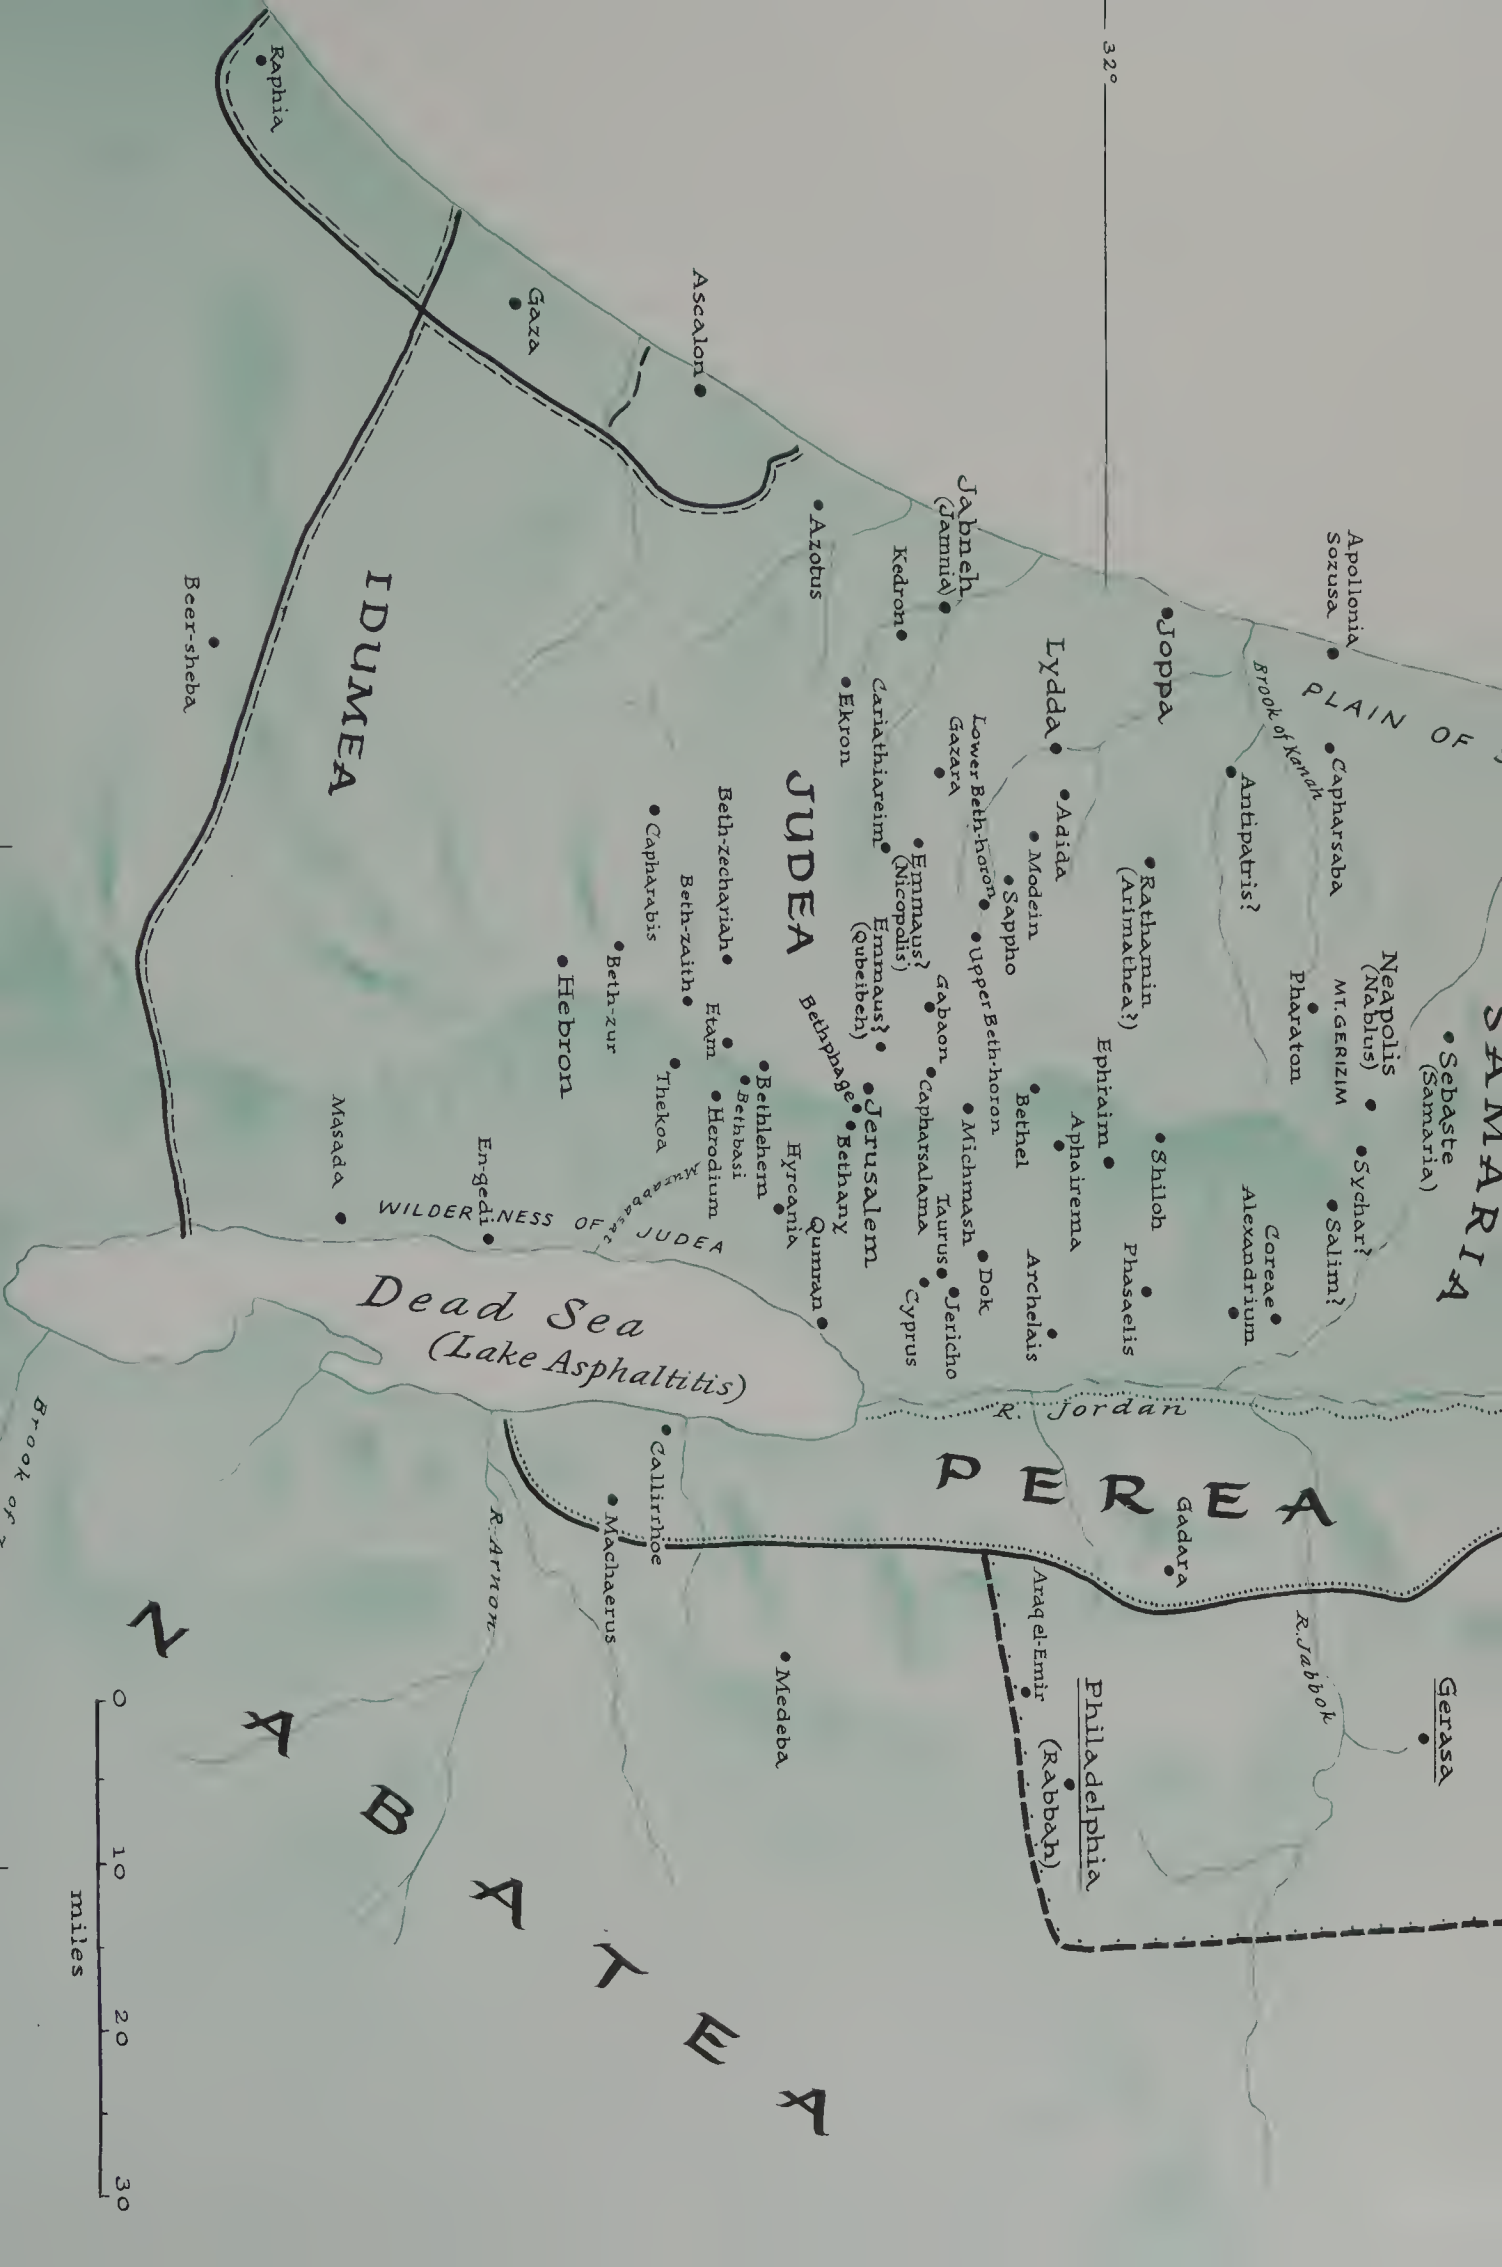 32°
Apollonia
Sozusa
PLAIN OF
Brook of Kanah
Capharsaba
Antipatris?
Joppa
Lydda
Adida
Modein
Sappho
Rathamin
(Arimathea?)
Pharaton
MT. GERIZIM
Neapolis
(Nablus)
Sebaste
(Samaria)
SAMARIA
Sychar?
Salim?
Coreae
Alexandrium
Shiloh
Phasaelis
Ephraim
Aphairema
Bethel
Archelais
Jabneh
(Jamnia)
Kedron
Azotus
Ekron
Cariathiareim
Gazara
Lower Beth-horon
Upper Beth-horon
Emmaus?
(Nicopolis)
Emmaus?
(Qubeibeh)
Gabaon
Michmash
Capharsalama
Dok
Taurus
Jericho
Cyprus
Jerusalem
Bethphage
Bethany
Qumran
Hyrcania
JUDEA
Bethlehem
Bethbasi
Herodium
Etam
Beth-zechariah
Beth-zaith
Thekoa
Capharabis
Beth-zur
Hebron
Murabba'at
WILDERNESS OF JUDEA
En-gedi
Masada
Ascalon
Gaza
Raphia
IDUMEA
Beer-sheba
Dead Sea
(Lake Asphaltitis)
R. Jordan
PEREA
Gadara
Gerasa
R. Jabbok
Philadelphia
(Rabbah)
Araq el-Emir
Callirrhoe
Machaerus
Medeba
R. Arnon
Brook of
NABATEA
0 10 20 30
miles